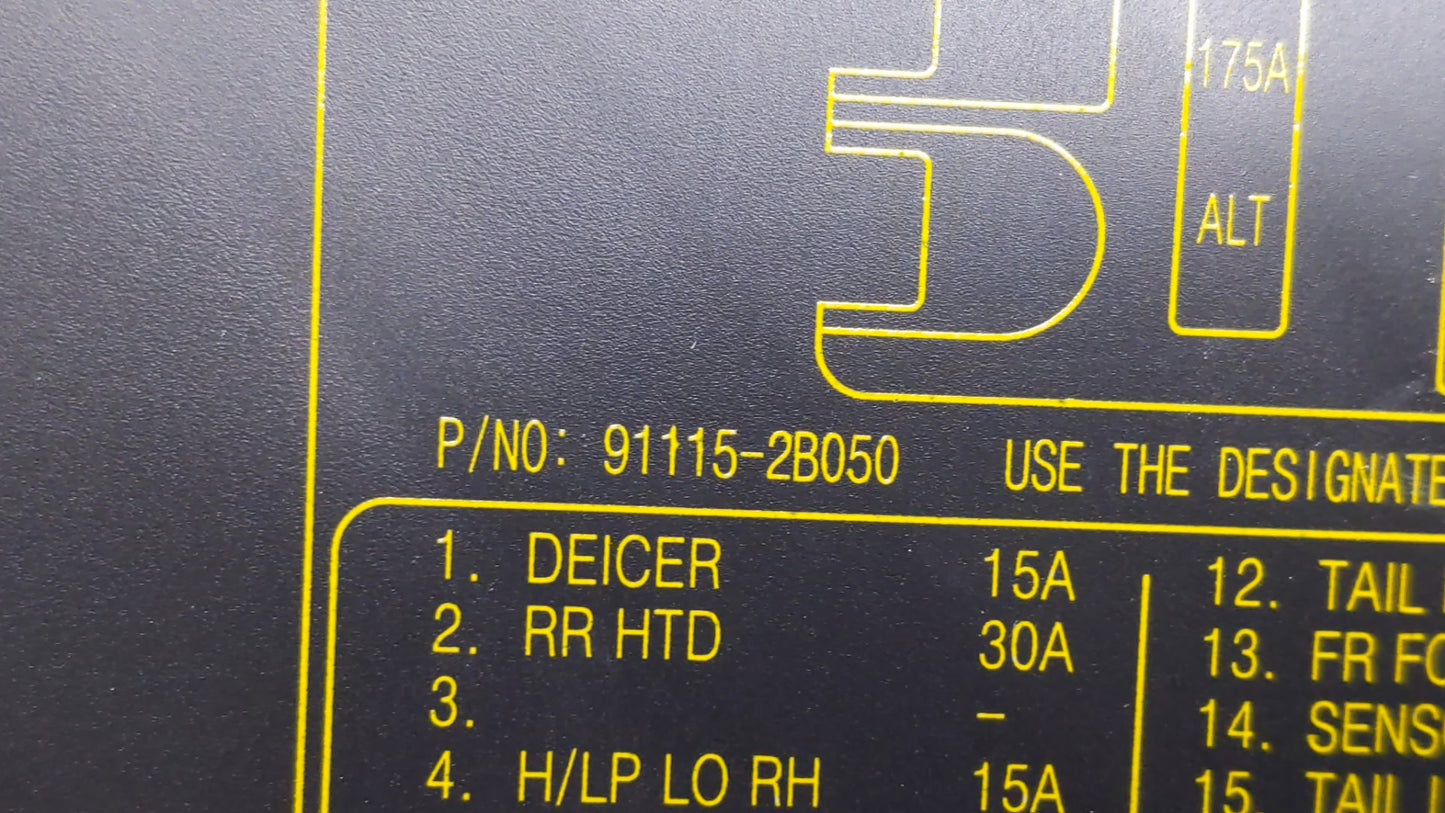 175A
ALT
P/NO: 91115-2B050 USE THE DESIGNATE
1. DEICER 15A 12. TAIL
2. RR HTD 30A 13. FR FO
3. - 14. SENS
4. H/LP LO RH 15A 15. TAIL